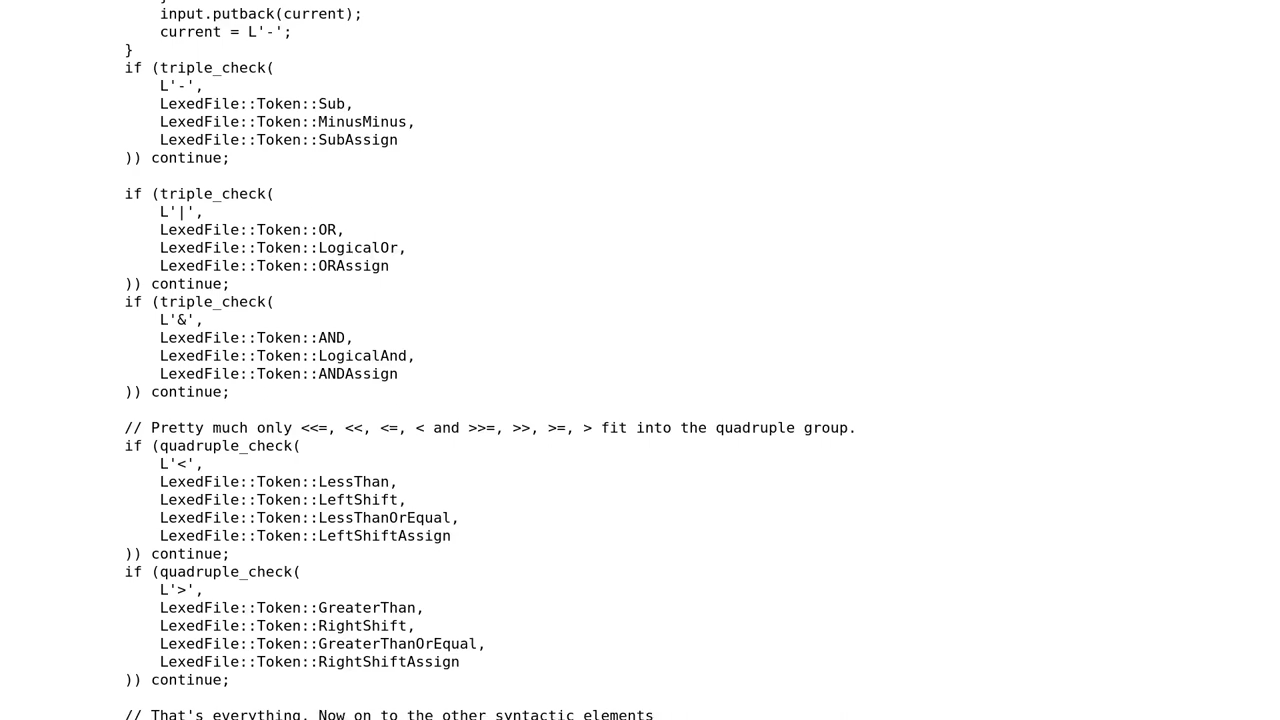 }
input.putback(current);
current = L'-';
}
if (triple_check(
L'-',
LexedFile::Token::Sub,
LexedFile::Token::MinusMinus,
LexedFile::Token::SubAssign
)) continue;
if (triple_check(
L'|',
LexedFile::Token::OR,
LexedFile::Token::LogicalOr,
LexedFile::Token::ORAssign
)) continue;
if (triple_check(
L'&',
LexedFile::Token::AND,
LexedFile::Token::LogicalAnd,
LexedFile::Token::ANDAssign
)) continue;
// Pretty much only <<=, <<, <=, < and >>=, >>, >=, > fit into the quadruple group.
if (quadruple_check(
L'<',
LexedFile::Token::LessThan,
LexedFile::Token::LeftShift,
LexedFile::Token::LessThanOrEqual,
LexedFile::Token::LeftShiftAssign
)) continue;
if (quadruple_check(
L'>',
LexedFile::Token::GreaterThan,
LexedFile::Token::RightShift,
LexedFile::Token::GreaterThanOrEqual,
LexedFile::Token::RightShiftAssign
)) continue;
// That's everything. Now on to the other syntactic elements